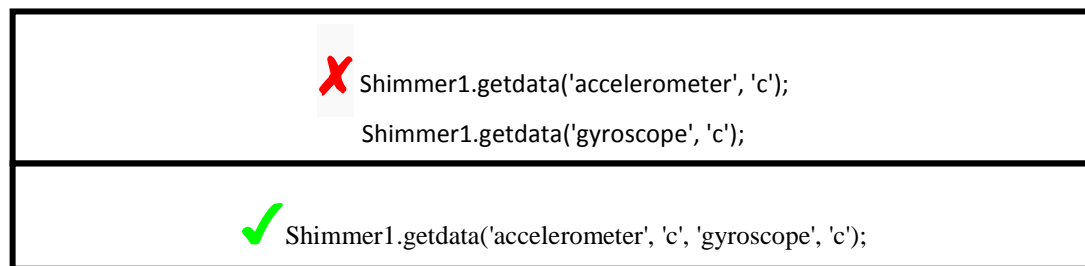 Shimmer1.getdata('accelerometer', 'c');
Shimmer1.getdata('gyroscope', 'c');
Shimmer1.getdata('accelerometer', 'c', 'gyroscope', 'c');